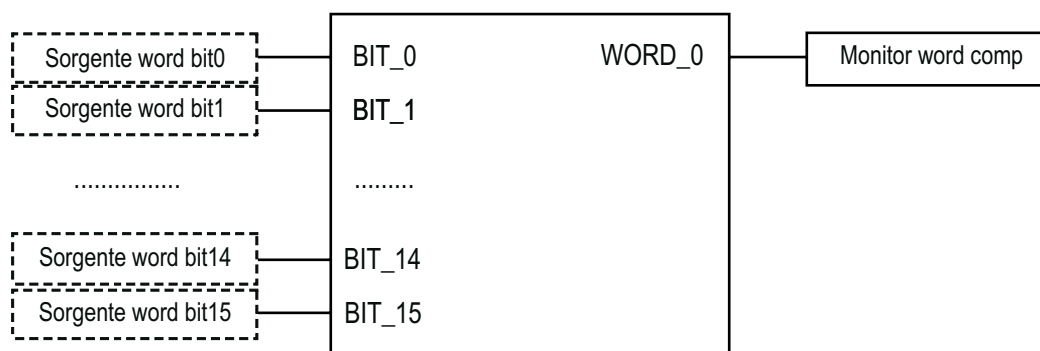 Sorgente word bit0
BIT_0
WORD_0
Monitor word comp
Sorgente word bit1
BIT_1
................
.........
Sorgente word bit14
BIT_14
Sorgente word bit15
BIT_15